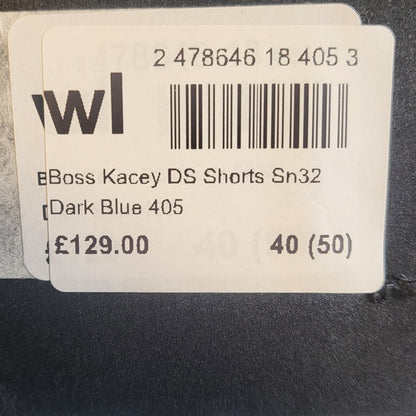 2 478646 18 405 3
wl
Boss Kacey DS Shorts Sn32
Dark Blue 405
£129.00 40 (50)